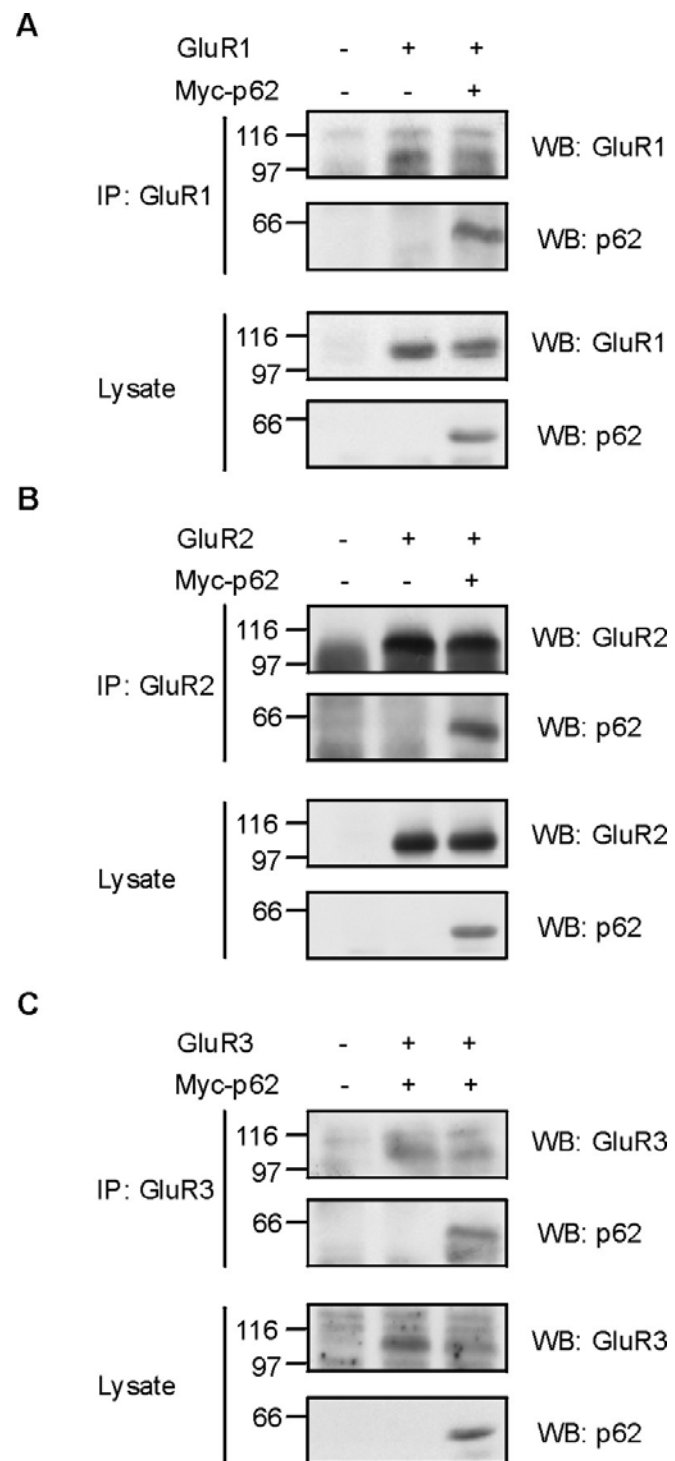 A
GluR1 - + +
Myc-p62 - - +
116
97
WB: GluR1
IP: GluR1
66
WB: p62
116
97
WB: GluR1
Lysate
66
WB: p62
B
GluR2 - + +
Myc-p62 - - +
116
97
WB: GluR2
IP: GluR2
66
WB: p62
116
97
WB: GluR2
Lysate
66
WB: p62
C
GluR3 - + +
Myc-p62 - + +
116
97
WB: GluR3
IP: GluR3
66
WB: p62
116
97
WB: GluR3
Lysate
66
WB: p62